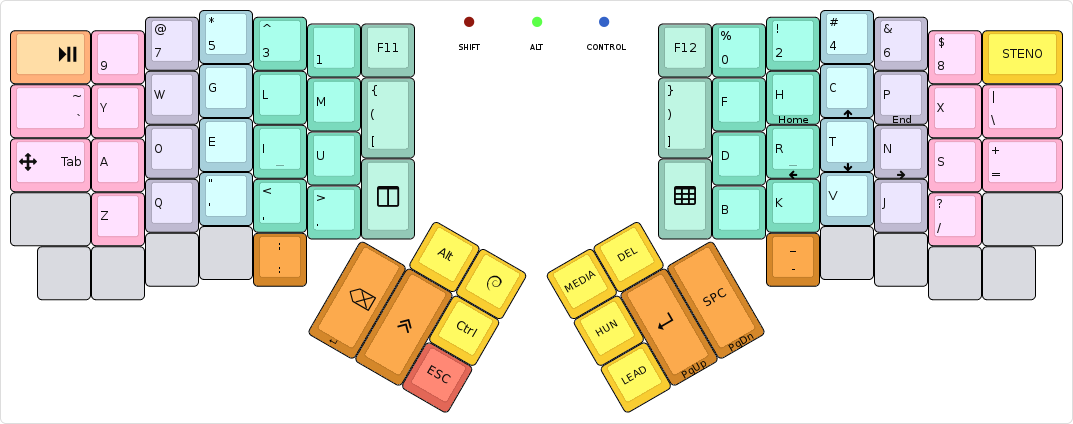 SHIFT ALT CONTROL
9
@
7
*
5
^
3
1
F11
F12
%
0
!
2
#
4
&
6
$
8
STENO
~
`
Y
W
G
L
M
{
(
[
}
)
]
F
H
Home
C
P
End
X
|
\
Tab
A
O
E
I
_
U
D
R
_
T
N
S
+
=
Z
Q
"
'
<
,
>
.
B
K
V
J
?
/
;
:
_
-
Alt
Ctrl
ESC
MEDIA
DEL
HUN
LEAD
SPC
PgUp
PgDn